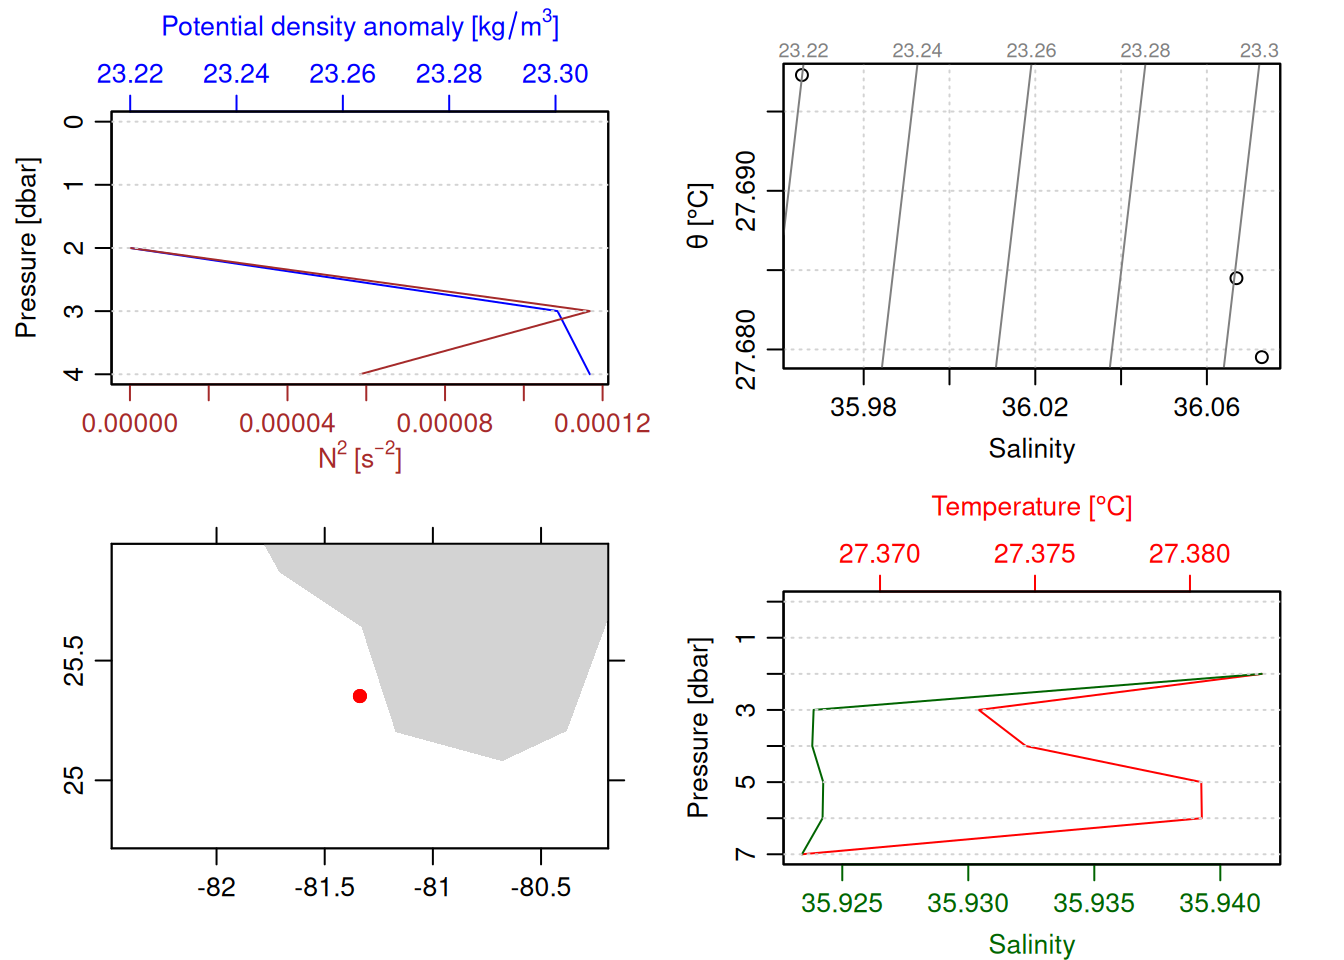 Potential density anomaly [kg/m³]
23.22 23.24 23.26 23.28 23.30
Pressure [dbar]
0
1
2
3
4
0.00000 0.00004 0.00008 0.00012
N² [s⁻²]
23.22 23.24 23.26 23.28 23.3
θ [°C]
27.690
27.680
35.98 36.02 36.06
Salinity
25.5
25
-82 -81.5 -81 -80.5
Temperature [°C]
27.370 27.375 27.380
Pressure [dbar]
1
3
5
7
35.925 35.930 35.935 35.940
Salinity